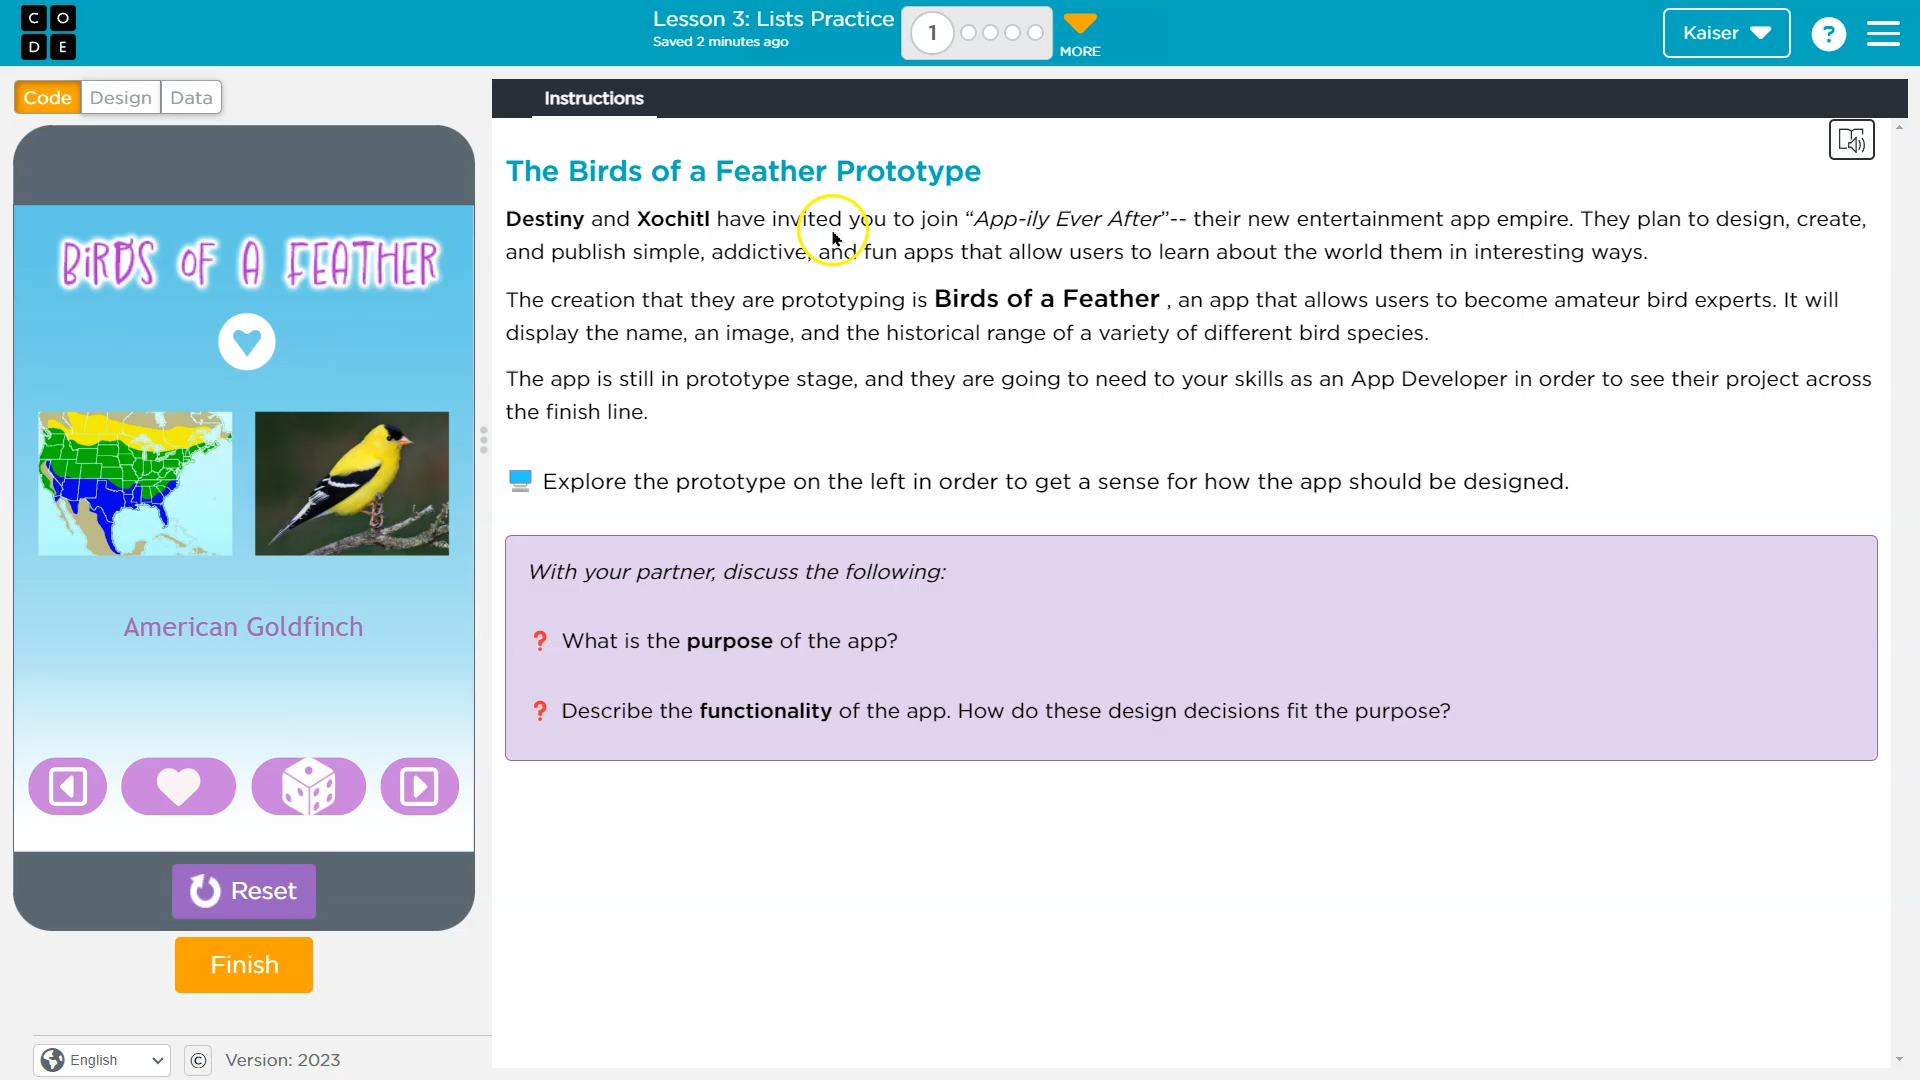 CODE
Lesson 3: Lists Practice
Saved 2 minutes ago
1
MORE
Kaiser
?
Code
Design
Data
BIRDS OF A FEATHER
American Goldfinch
Reset
Finish
English
©
Version: 2023
Instructions
The Birds of a Feather Prototype
Destiny and Xochitl have invited you to join “App-ily Ever After”-- their new entertainment app empire. They plan to design, create,
and publish simple, addictive, and fun apps that allow users to learn about the world them in interesting ways.
The creation that they are prototyping is Birds of a Feather , an app that allows users to become amateur bird experts. It will
display the name, an image, and the historical range of a variety of different bird species.
The app is still in prototype stage, and they are going to need to your skills as an App Developer in order to see their project across
the finish line.
Explore the prototype on the left in order to get a sense for how the app should be designed.
With your partner, discuss the following:
❓ What is the purpose of the app?
❓ Describe the functionality of the app. How do these design decisions fit the purpose?